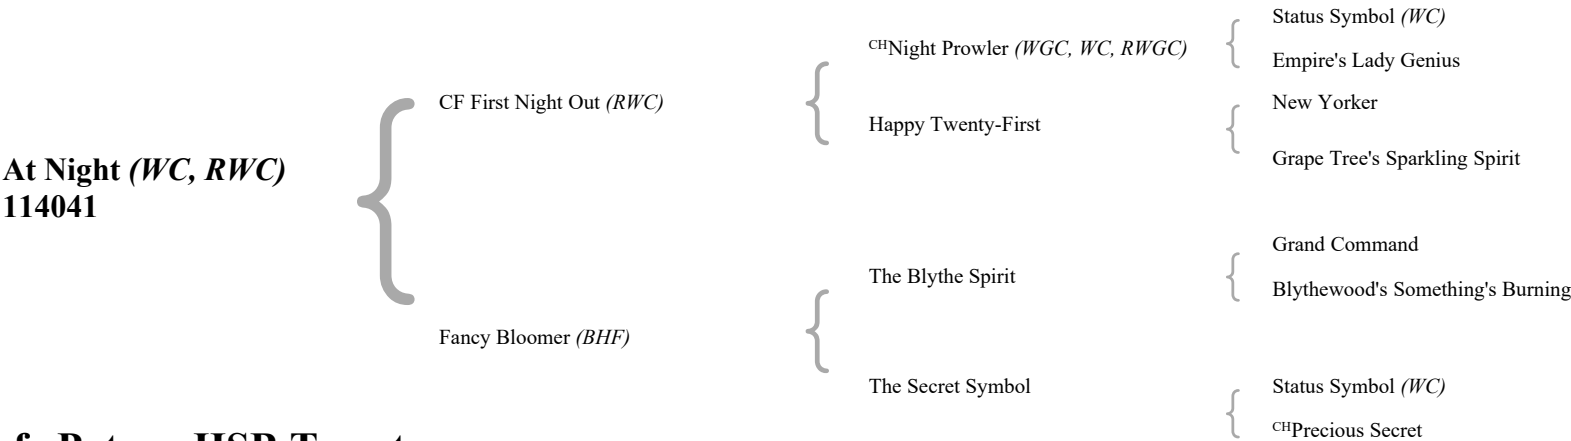 Status Symbol (WC)
CHNight Prowler (WGC, WC, RWGC)
Empire's Lady Genius
CF First Night Out (RWC)
New Yorker
Happy Twenty-First
Grape Tree's Sparkling Spirit
At Night (WC, RWC)
114041
Grand Command
The Blythe Spirit
Blythewood's Something's Burning
Fancy Bloomer (BHF)
The Secret Symbol
Status Symbol (WC)
CHPrecious Secret